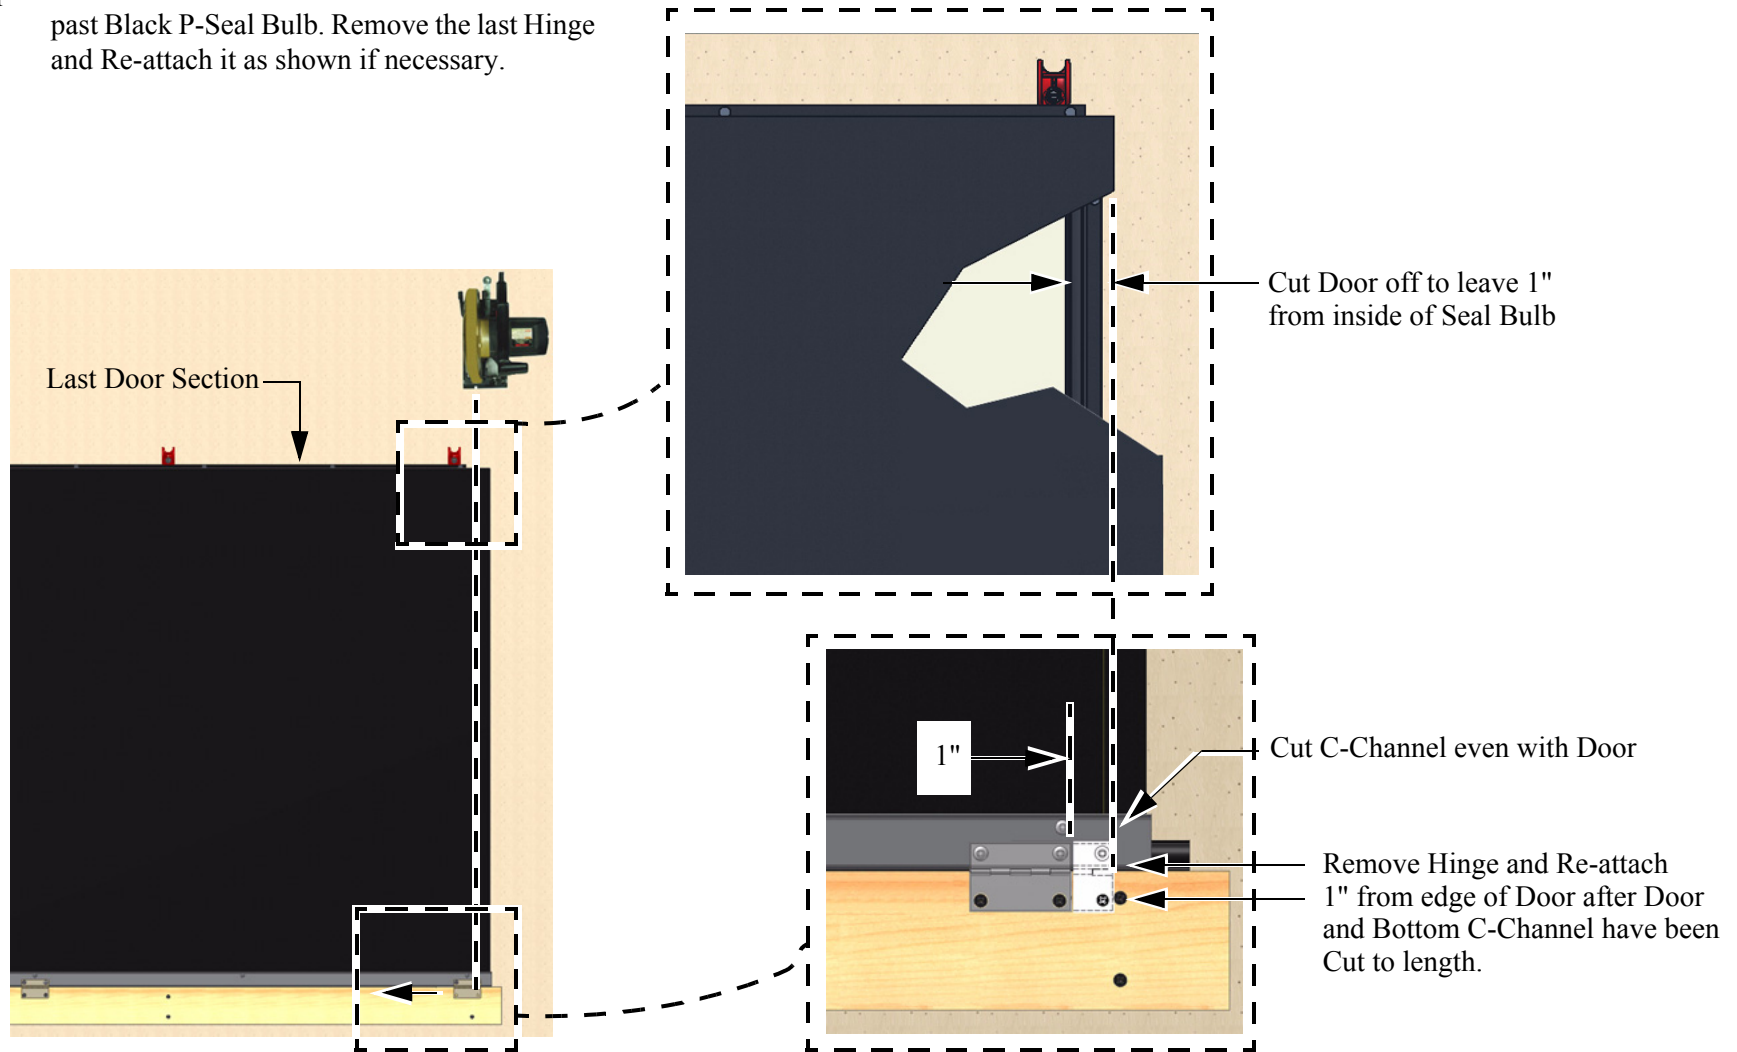 past Black P-Seal Bulb. Remove the last Hinge
and Re-attach it as shown if necessary.
Cut Door off to leave 1"
from inside of Seal Bulb
Last Door Section
1"
Cut C-Channel even with Door
Remove Hinge and Re-attach
1" from edge of Door after Door
and Bottom C-Channel have been
Cut to length.